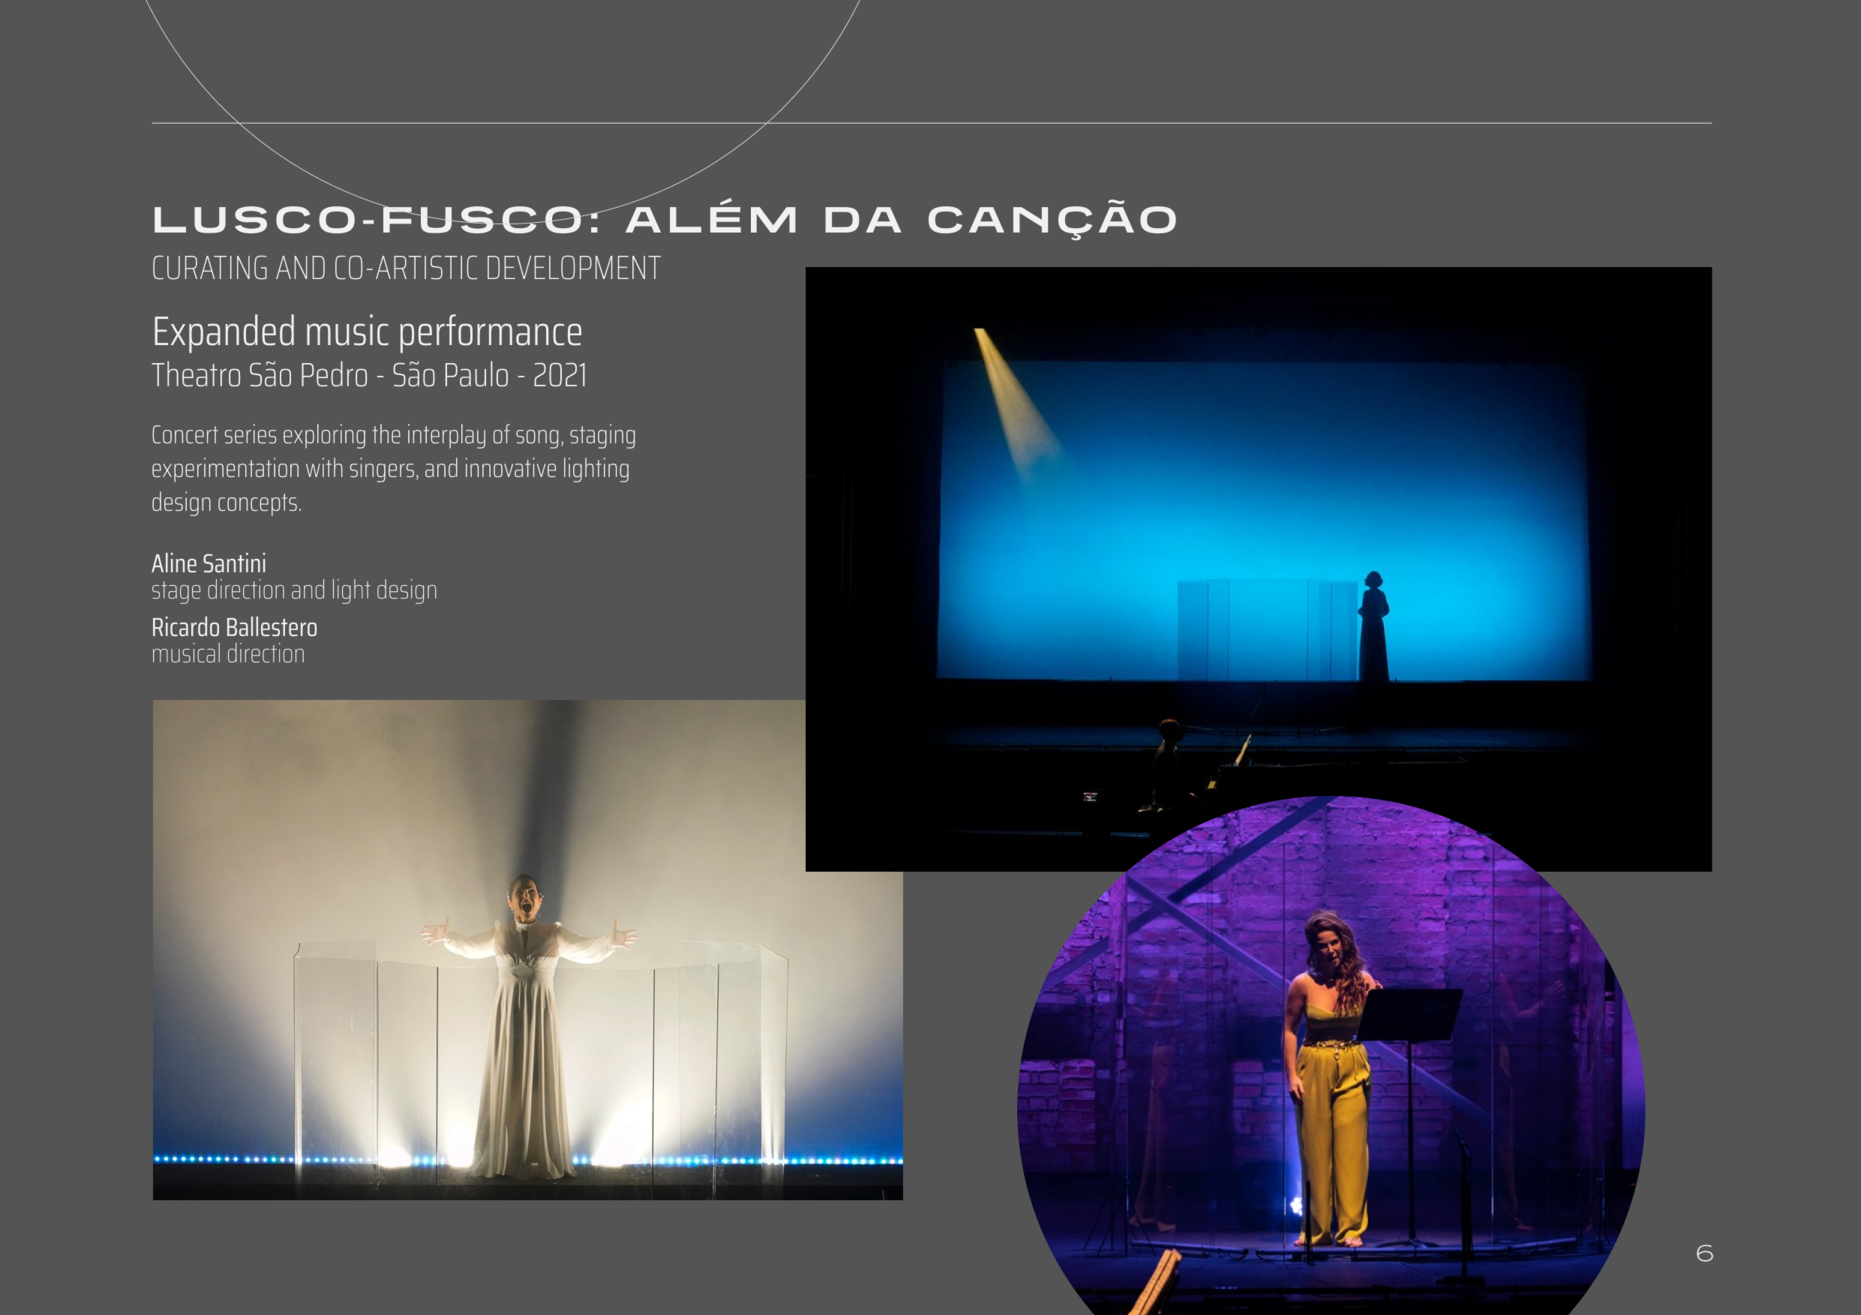 LUSCO-FUSCO: ALÉM DA CANÇÃO
CURATING AND CO-ARTISTIC DEVELOPMENT
Expanded music performance
Theatro São Pedro - São Paulo - 2021
Concert series exploring the interplay of song, staging
experimentation with singers, and innovative lighting
design concepts.
Aline Santini
stage direction and light design
Ricardo Ballestero
musical direction
6